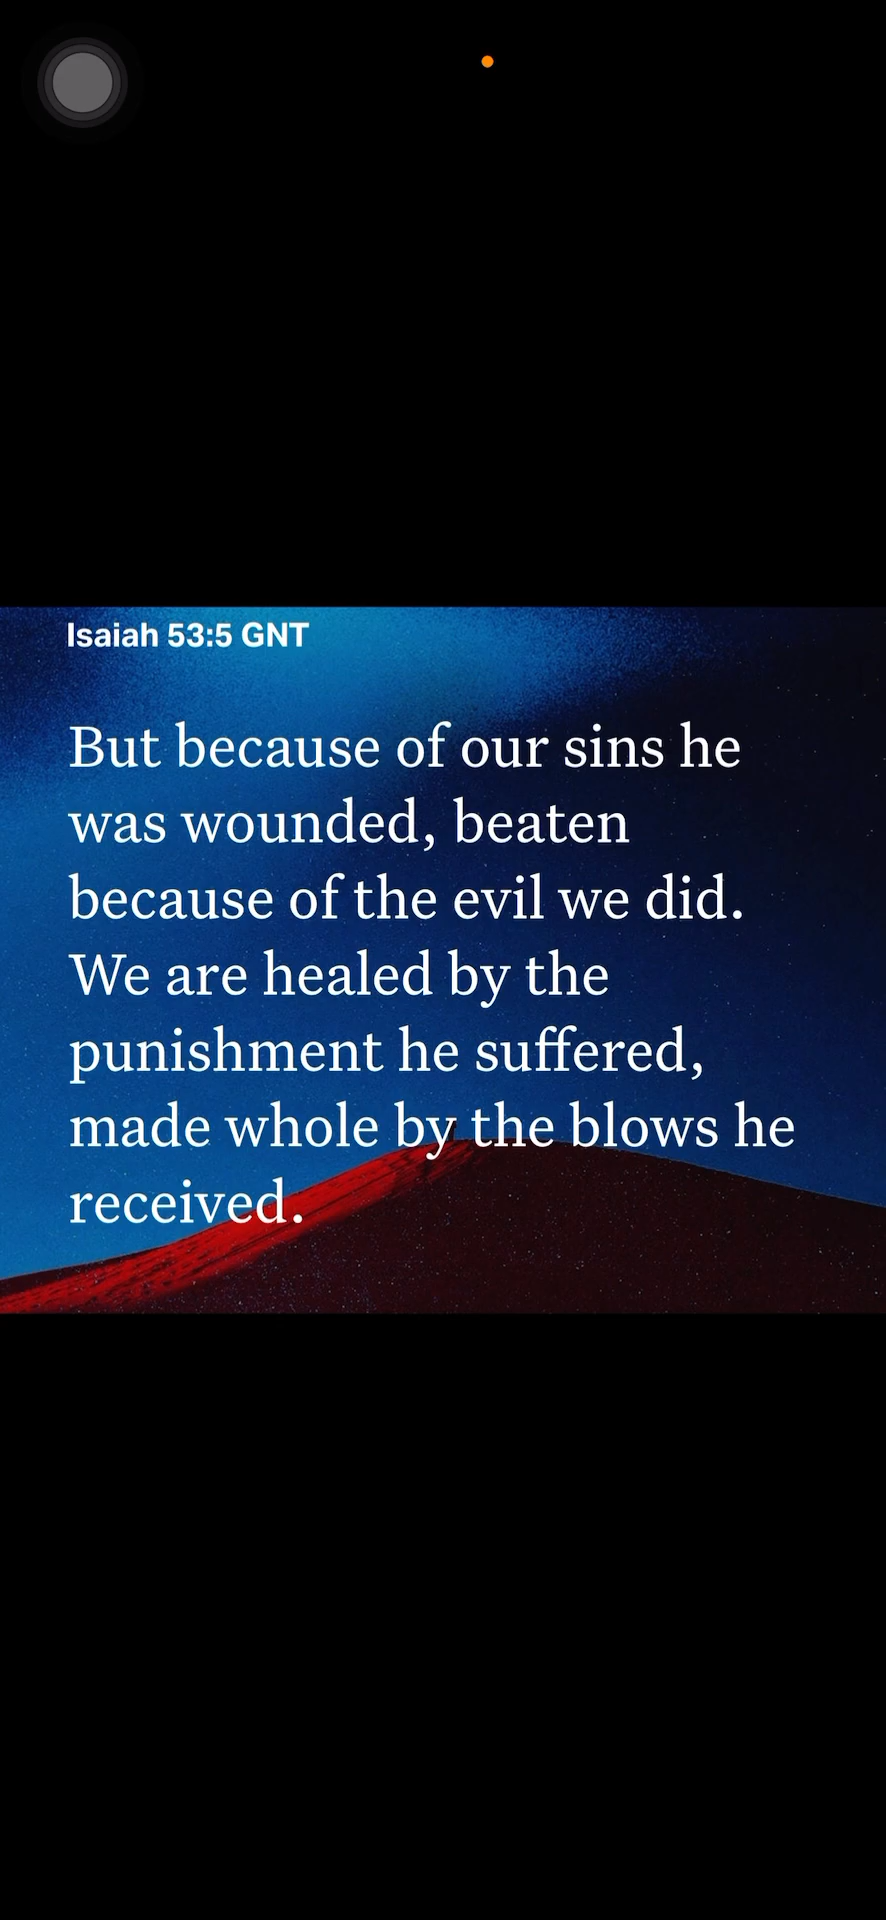 Isaiah 53:5 GNT
But because of our sins he
was wounded, beaten
because of the evil we did.
We are healed by the
punishment he suffered,
made whole by the blows he
received.